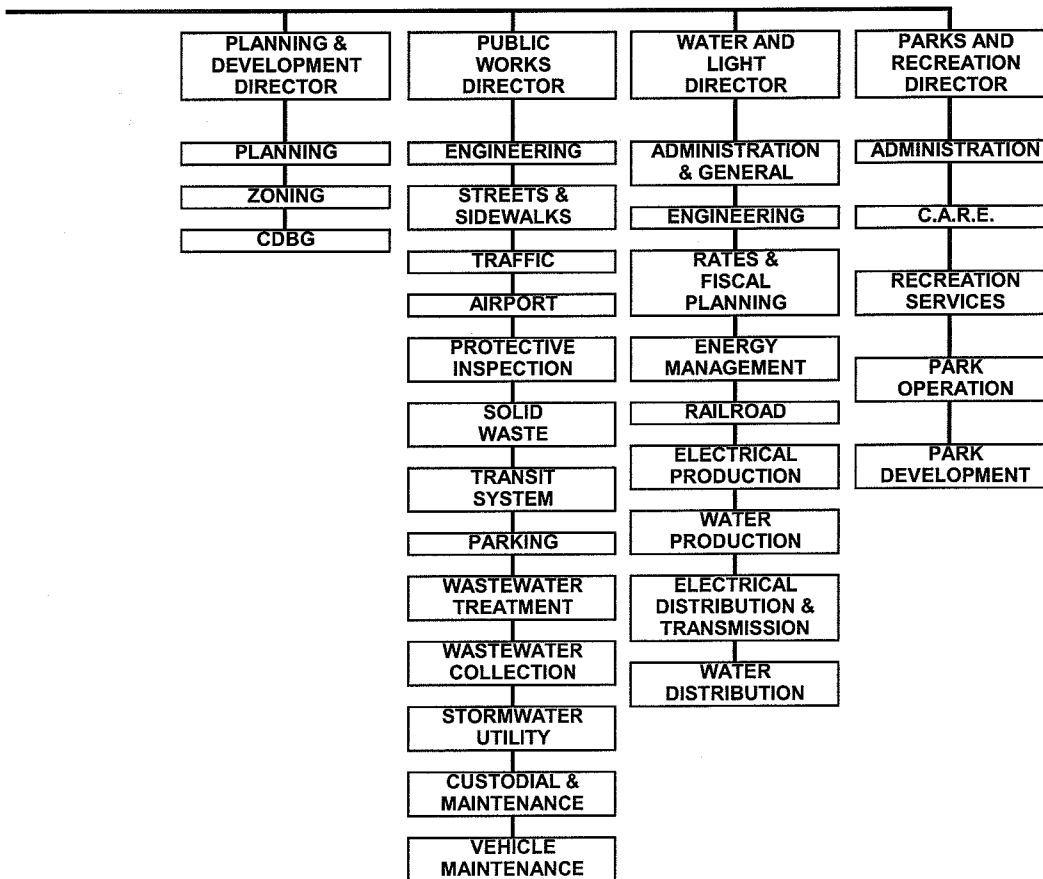 PLANNING &
DEVELOPMENT
DIRECTOR
PLANNING
ZONING
CDBG
PUBLIC
WORKS
DIRECTOR
ENGINEERING
STREETS &
SIDEWALKS
TRAFFIC
AIRPORT
PROTECTIVE
INSPECTION
SOLID
WASTE
TRANSIT
SYSTEM
PARKING
WASTEWATER
TREATMENT
WASTEWATER
COLLECTION
STORMWATER
UTILITY
CUSTODIAL &
MAINTENANCE
VEHICLE
MAINTENANCE
WATER AND
LIGHT
DIRECTOR
ADMINISTRATION
& GENERAL
ENGINEERING
RATES &
FISCAL
PLANNING
ENERGY
MANAGEMENT
RAILROAD
ELECTRICAL
PRODUCTION
WATER
PRODUCTION
ELECTRICAL
DISTRIBUTION &
TRANSMISSION
WATER
DISTRIBUTION
PARKS AND
RECREATION
DIRECTOR
ADMINISTRATION
C.A.R.E.
RECREATION
SERVICES
PARK
OPERATION
PARK
DEVELOPMENT